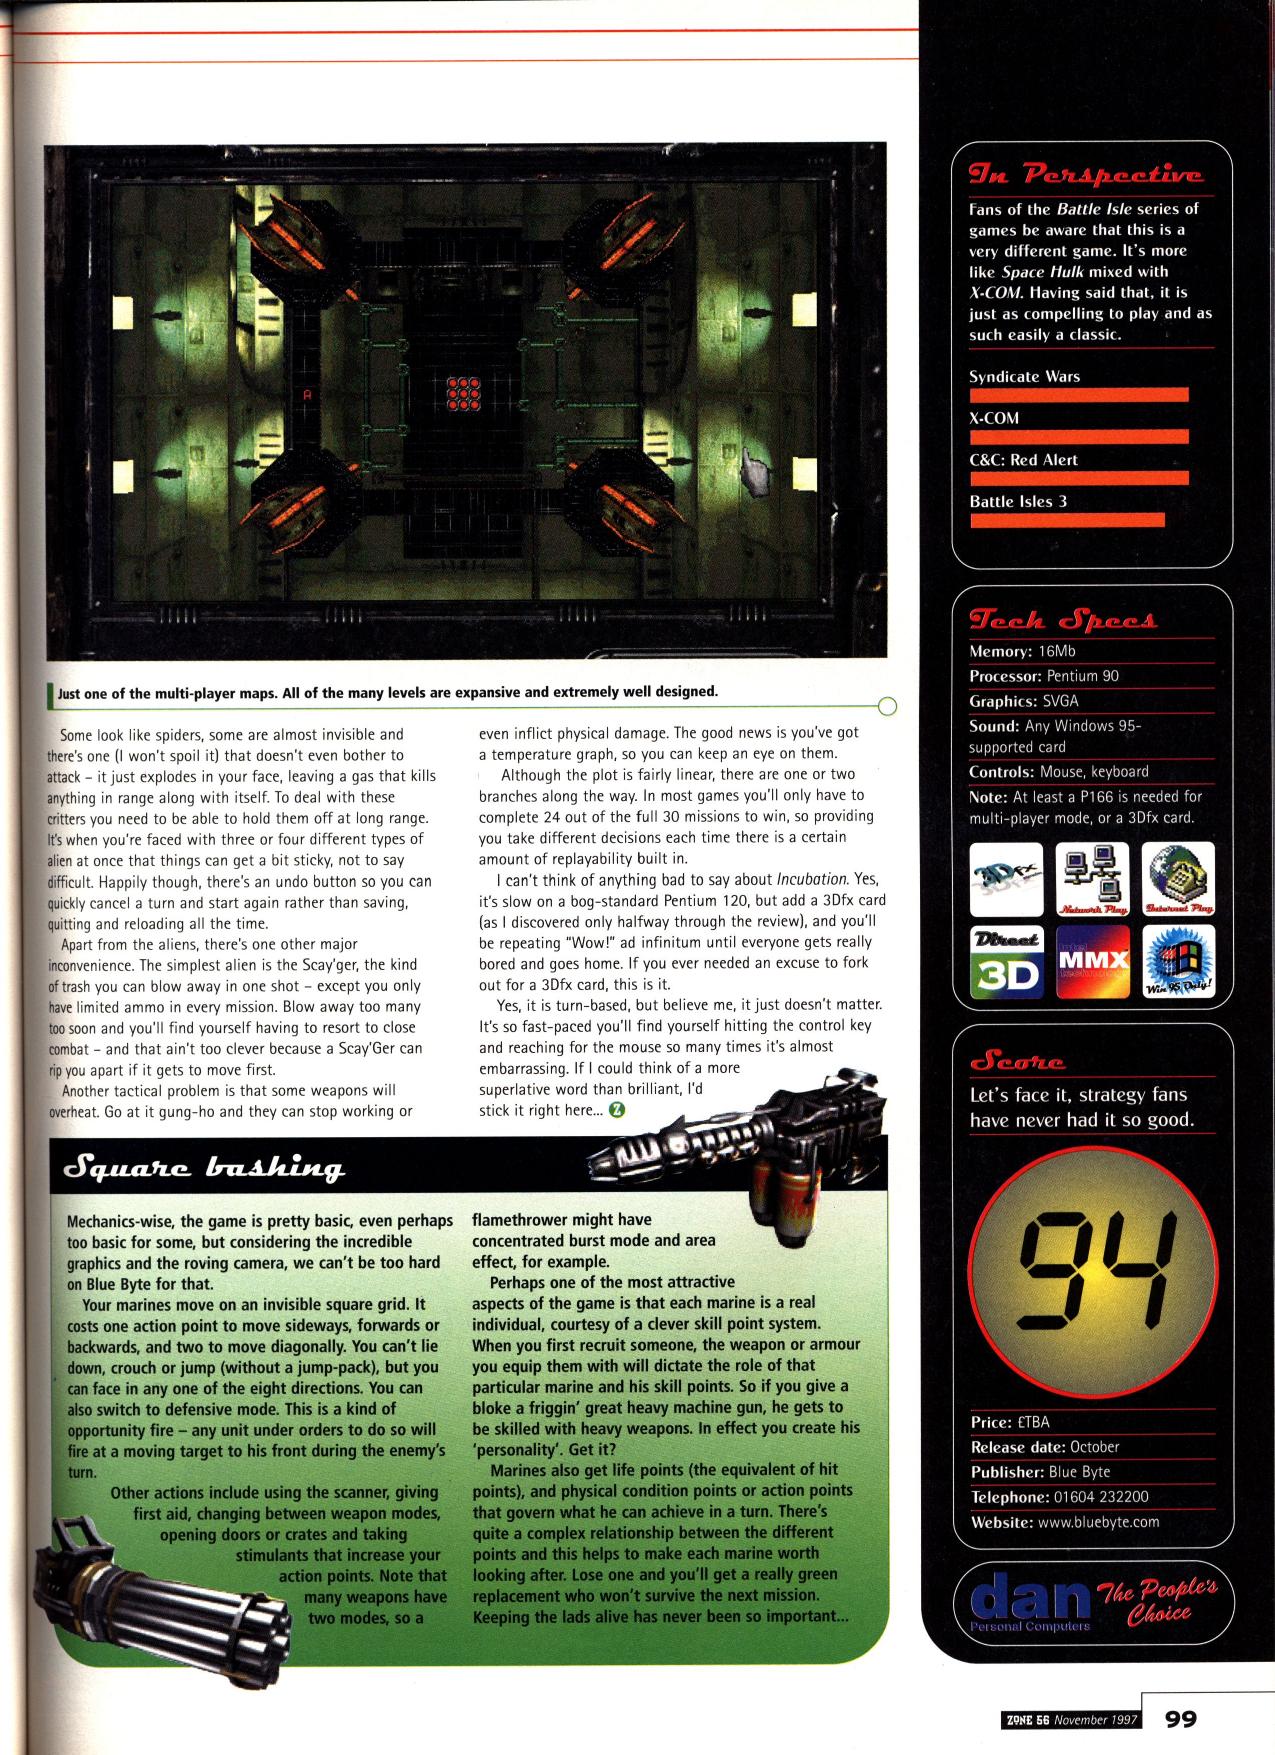 Just one of the multi-player maps. All of the many levels are expansive and extremely well designed.
Some look like spiders, some are almost invisible and
there's one (I won't spoil it) that doesn't even bother to
attack – it just explodes in your face, leaving a gas that kills
anything in range along with itself. To deal with these
critters you need to be able to hold them off at long range.
It's when you're faced with three or four different types of
alien at once that things can get a bit sticky, not to say
difficult. Happily though, there's an undo button so you can
quickly cancel a turn and start again rather than saving,
quitting and reloading all the time.
Apart from the aliens, there's one other major
inconvenience. The simplest alien is the Scay'ger, the kind
of trash you can blow away in one shot – except you only
have limited ammo in every mission. Blow away too many
too soon and you'll find yourself having to resort to close
combat – and that ain't too clever because a Scay'Ger can
rip you apart if it gets to move first.
Another tactical problem is that some weapons will
overheat. Go at it gung-ho and they can stop working or
even inflict physical damage. The good news is you've got
a temperature graph, so you can keep an eye on them.
Although the plot is fairly linear, there are one or two
branches along the way. In most games you'll only have to
complete 24 out of the full 30 missions to win, so providing
you take different decisions each time there is a certain
amount of replayability built in.
I can't think of anything bad to say about Incubation. Yes,
it's slow on a bog-standard Pentium 120, but add a 3Dfx card
(as I discovered only halfway through the review), and you'll
be repeating "Wow!" ad infinitum until everyone gets really
bored and goes home. If you ever needed an excuse to fork
out for a 3Dfx card, this is it.
Yes, it is turn-based, but believe me, it just doesn't matter.
It's so fast-paced you'll find yourself hitting the control key
and reaching for the mouse so many times it's almost
embarrassing. If I could think of a more
superlative word than brilliant, I'd
stick it right here... Z
Square bashing
Mechanics-wise, the game is pretty basic, even perhaps
too basic for some, but considering the incredible
graphics and the roving camera, we can't be too hard
on Blue Byte for that.
Your marines move on an invisible square grid. It
costs one action point to move sideways, forwards or
backwards, and two to move diagonally. You can't lie
down, crouch or jump (without a jump-pack), but you
can face in any one of the eight directions. You can
also switch to defensive mode. This is a kind of
opportunity fire – any unit under orders to do so will
fire at a moving target to his front during the enemy's
turn.
Other actions include using the scanner, giving
first aid, changing between weapon modes,
opening doors or crates and taking
stimulants that increase your
action points. Note that
many weapons have
two modes, so a
flamethrower might have
concentrated burst mode and area
effect, for example.
Perhaps one of the most attractive
aspects of the game is that each marine is a real
individual, courtesy of a clever skill point system.
When you first recruit someone, the weapon or armour
you equip them with will dictate the role of that
particular marine and his skill points. So if you give a
bloke a friggin' great heavy machine gun, he gets to
be skilled with heavy weapons. In effect you create his
'personality'. Get it?
Marines also get life points (the equivalent of hit
points), and physical condition points or action points
that govern what he can achieve in a turn. There's
quite a complex relationship between the different
points and this helps to make each marine worth
looking after. Lose one and you'll get a really green
replacement who won't survive the next mission.
Keeping the lads alive has never been so important...
In Perspective
Fans of the Battle Isle series of
games be aware that this is a
very different game. It's more
like Space Hulk mixed with
X-COM. Having said that, it is
just as compelling to play and as
such easily a classic.
Syndicate Wars
X-COM
C&C: Red Alert
Battle Isles 3
Tech Specs
Memory: 16Mb
Processor: Pentium 90
Graphics: SVGA
Sound: Any Windows 95-
supported card
Controls: Mouse, keyboard
Note: At least a P166 is needed for
multi-player mode, or a 3Dfx card.
3Dfx
Network Play
Internet Play
Direct
3D
intel
MMX
technology
Win 95 Only!
Score
Let's face it, strategy fans
have never had it so good.
94
Price: £TBA
Release date: October
Publisher: Blue Byte
Telephone: 01604 232200
Website: www.bluebyte.com
dan
Personal Computers
The People's
Choice
ZONE 56 November 1997 99